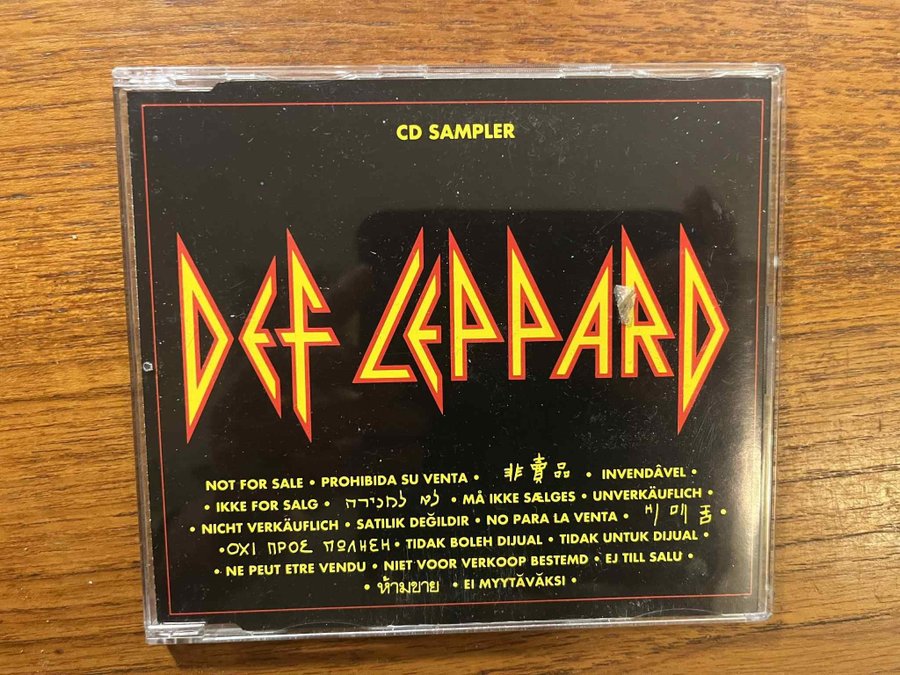 CD SAMPLER
DEF LEPPARD
NOT FOR SALE • PROHIBIDA SU VENTA • 非賣品 • INVENDÂVEL •
• IKKE FOR SALG • לא למכירה • MÅ IKKE SÆLGES • UNVERKÄUFLICH •
• NICHT VERKÄUFLICH • SATILIK DEĞILDIR • NO PARA LA VENTA • 비매품 •
• ΟΧΙ ΠΡΟΣ ΠΩΛΗΣΗ • TIDAK BOLEH DIJUAL • TIDAK UNTUK DIJUAL •
• NE PEUT ETRE VENDU • NIET VOOR VERKOOP BESTEMD • EJ TILL SALU •
• ห้ามขาย • EI MYYTÄVÄKSI •